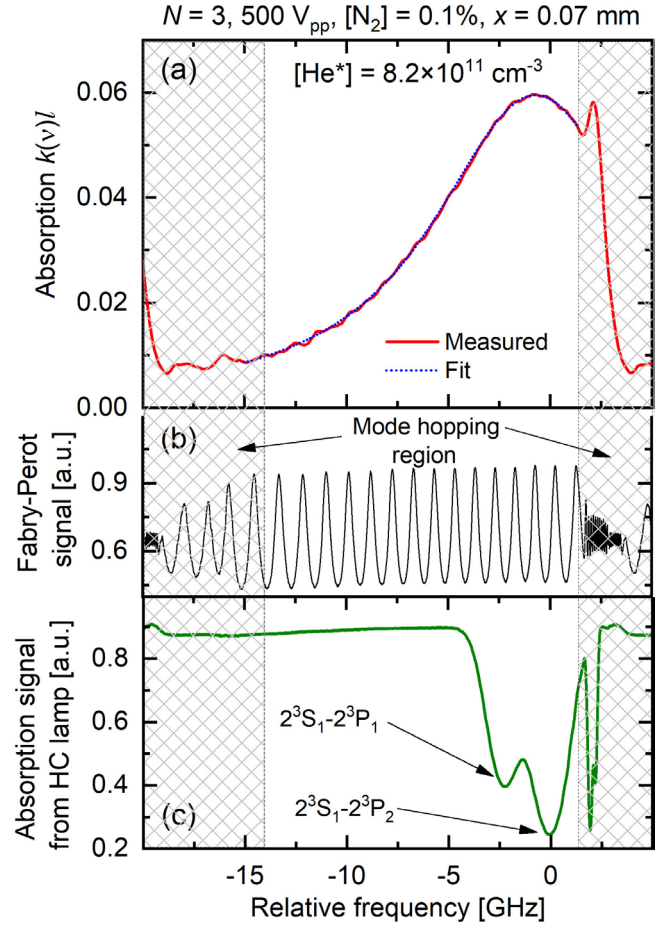 N = 3, 500 Vpp, [N2] = 0.1%, x = 0.07 mm
(a)
[He*] = 8.2×10¹¹ cm⁻³
Absorption k(ν)l
0.06
0.04
0.02
0.00
Measured
Fit
(b)
Mode hopping
region
Fabry-Perot
signal [a.u.]
0.9
0.6
Absorption signal
from HC lamp [a.u.]
0.8
0.6
0.4
0.2
2³S₁-2³P₁
2³S₁-2³P₂
(c)
-15
-10
-5
0
Relative frequency [GHz]